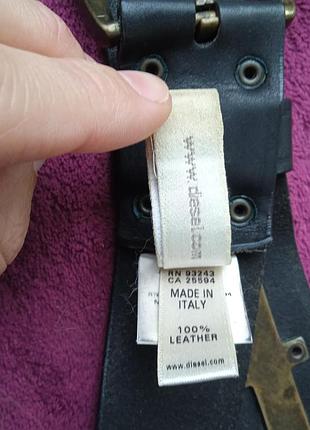 www.diesel.com
RN 93243
CA 25594
MADE IN
ITALY
100%
LEATHER
www.diesel.com